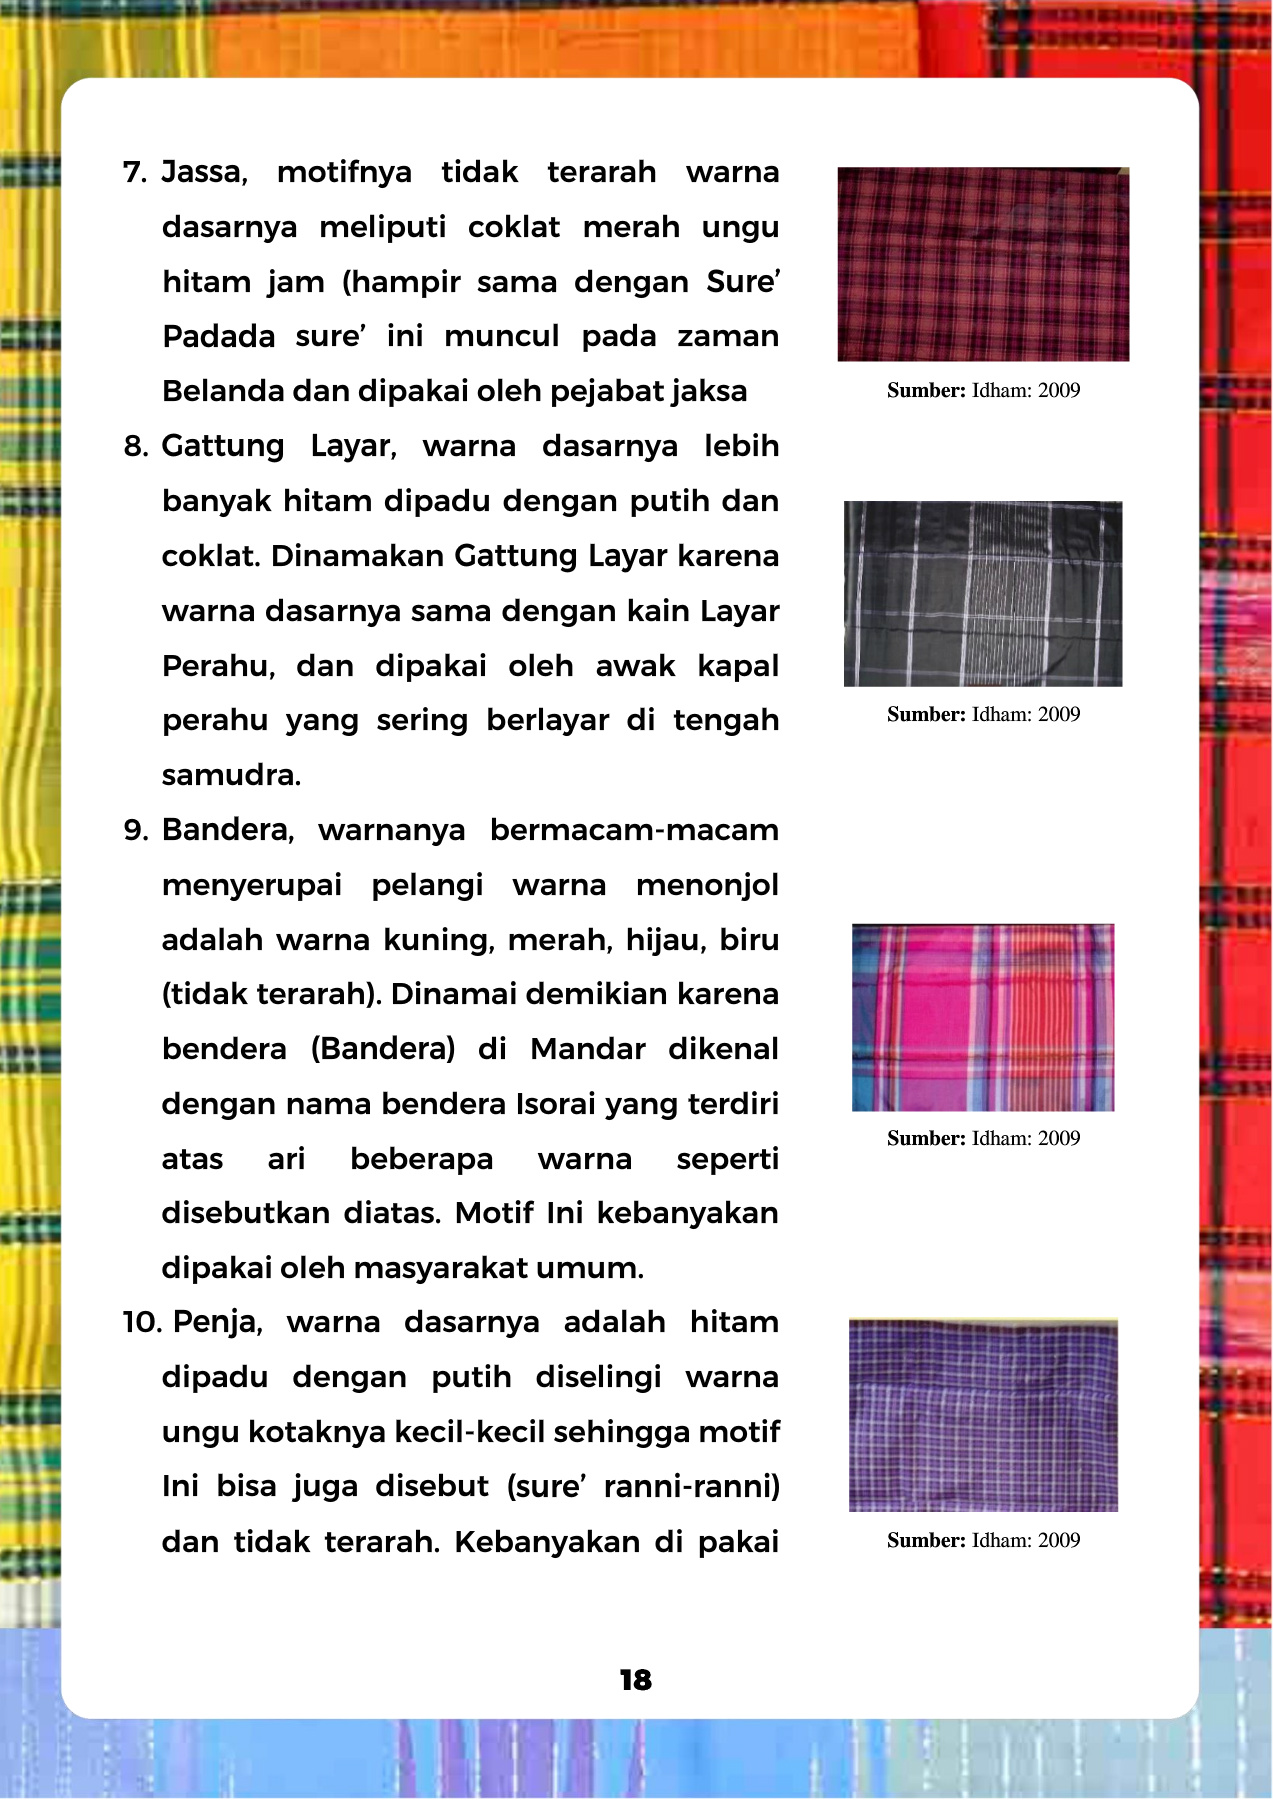 7. Jassa, motifnya tidak terarah warna
dasarnya meliputi coklat merah ungu
hitam jam (hampir sama dengan Sure’
Padada sure’ ini muncul pada zaman
Belanda dan dipakai oleh pejabat jaksa
Sumber: Idham: 2009
8. Gattung Layar, warna dasarnya lebih
banyak hitam dipadu dengan putih dan
coklat. Dinamakan Gattung Layar karena
warna dasarnya sama dengan kain Layar
Perahu, dan dipakai oleh awak kapal
perahu yang sering berlayar di tengah
samudra.
Sumber: Idham: 2009
9. Bandera, warnanya bermacam-macam
menyerupai pelangi warna menonjol
adalah warna kuning, merah, hijau, biru
(tidak terarah). Dinamai demikian karena
bendera (Bandera) di Mandar dikenal
dengan nama bendera Isorai yang terdiri
atas ari beberapa warna seperti
disebutkan diatas. Motif Ini kebanyakan
dipakai oleh masyarakat umum.
Sumber: Idham: 2009
10. Penja, warna dasarnya adalah hitam
dipadu dengan putih diselingi warna
ungu kotaknya kecil-kecil sehingga motif
Ini bisa juga disebut (sure’ ranni-ranni)
dan tidak terarah. Kebanyakan di pakai
Sumber: Idham: 2009
18